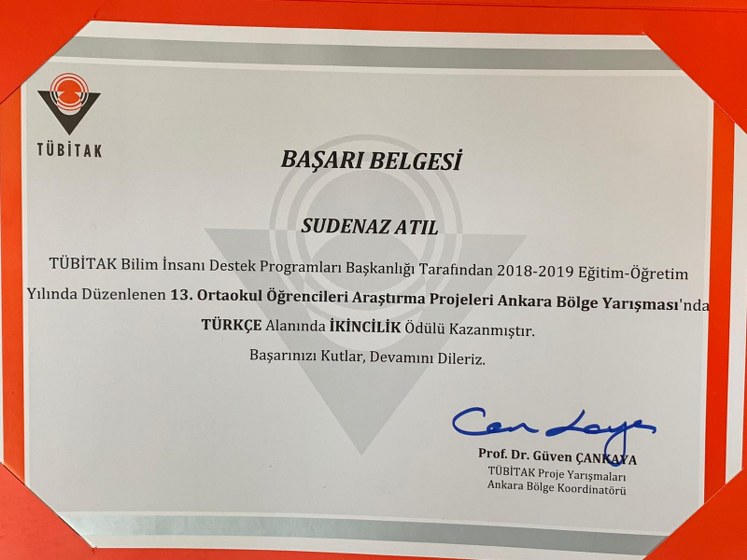 TÜBİTAK
BAŞARI BELGESİ
SUDENAZ ATIL
TÜBİTAK Bilim İnsanı Destek Programları Başkanlığı Tarafından 2018-2019 Eğitim-Öğretim
Yılında Düzenlenen 13. Ortaokul Öğrencileri Araştırma Projeleri Ankara Bölge Yarışması'nda
TÜRKÇE Alanında İKİNCİLİK Ödülü Kazanmıştır.
Başarınızı Kutlar, Devamını Dileriz.
Prof. Dr. Güven ÇANKAYA
TÜBİTAK Proje Yarışmaları
Ankara Bölge Koordinatörü